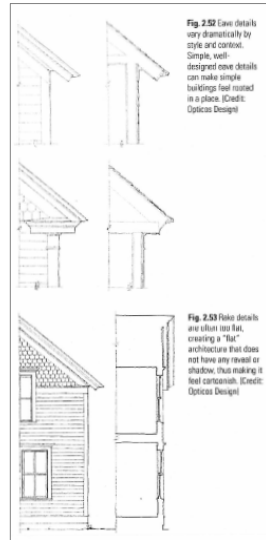 Fig. 2.52 Eave details
vary dramatically by
style and context.
Simple, well-
designed eave details
can make simple
buildings feel rooted
in a place. (Credit:
Opticos Design)
Fig. 2.53 Rake details
are often too flat,
creating a "flat"
architecture that does
not have any reveal or
shadow, thus making it
feel cartoonish. (Credit:
Opticos Design)